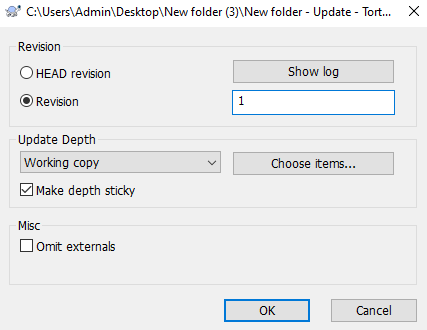 C:\Users\Admin\Desktop\New folder (3)\New folder - Update - Tort...
Revision
HEAD revision
Show log
Revision
1
Update Depth
Working copy
Choose items...
Make depth sticky
Misc
Omit externals
OK
Cancel